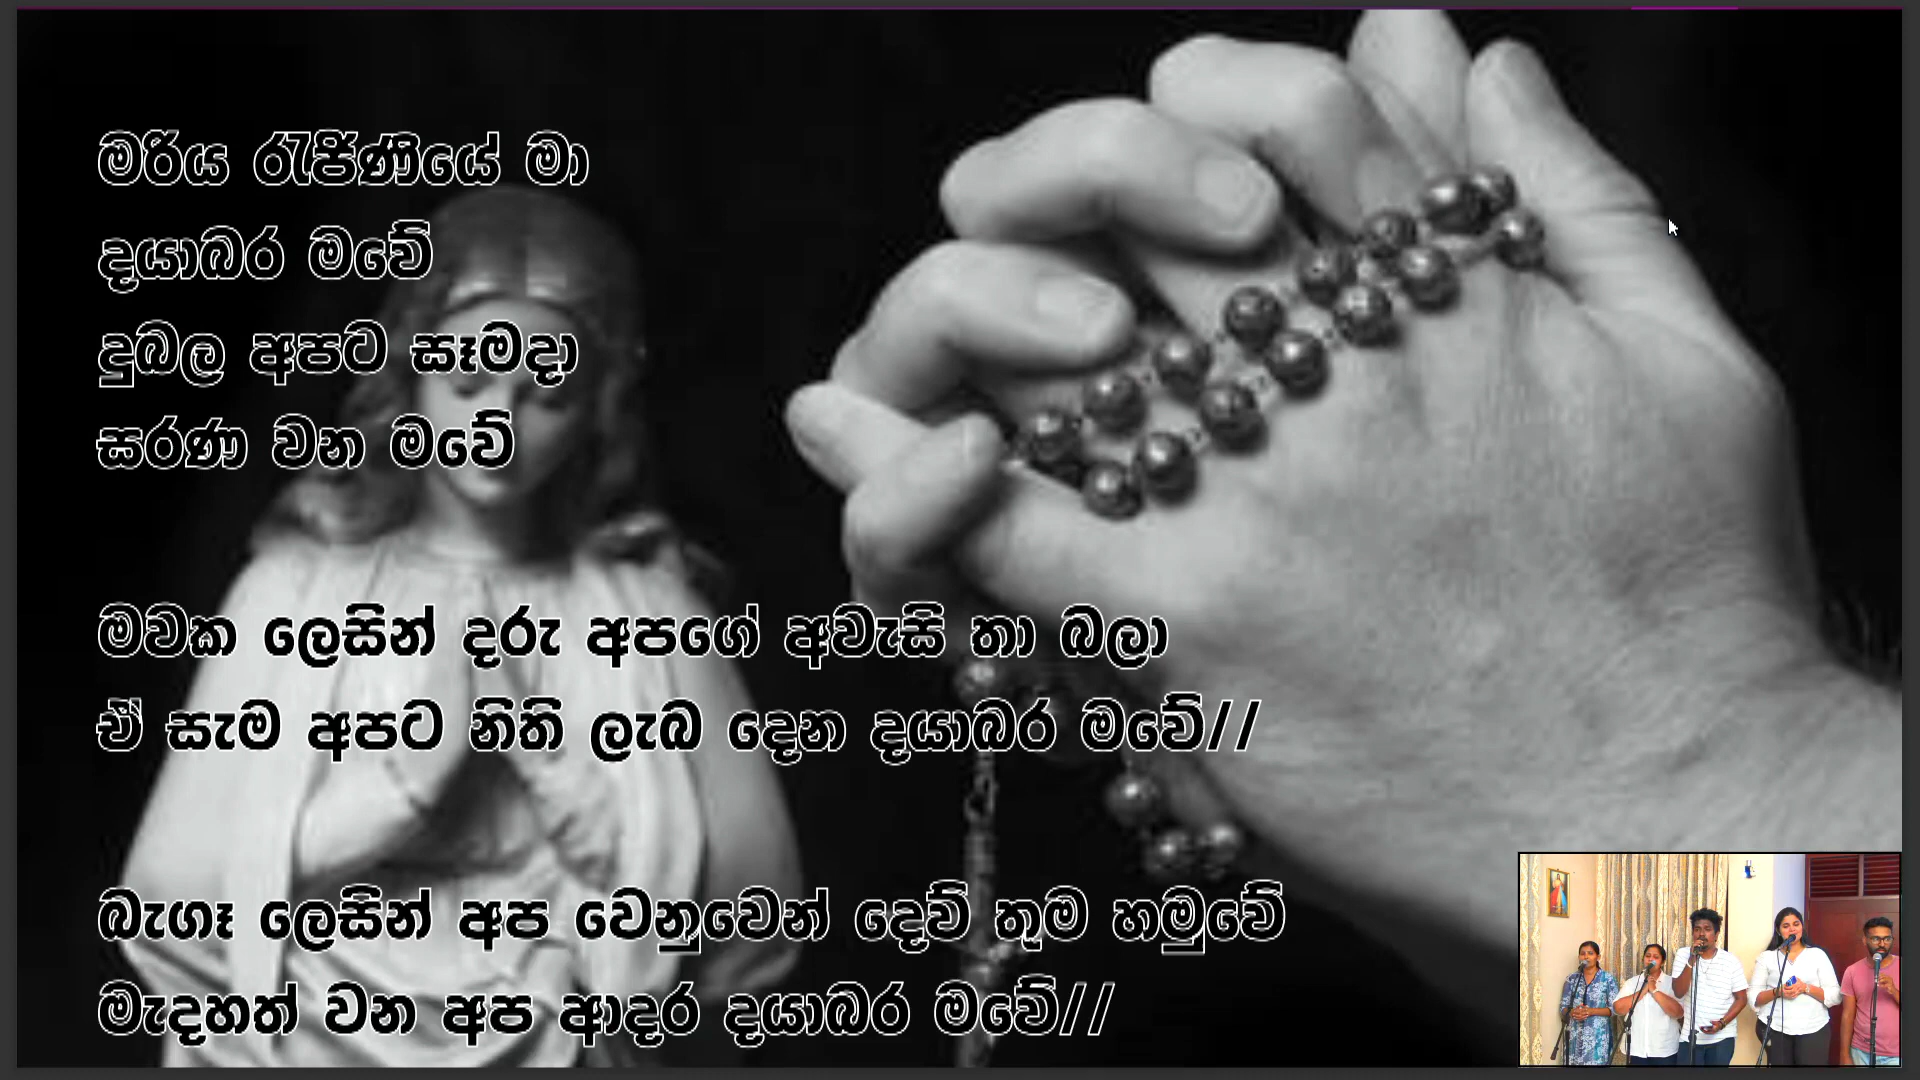 මරිය රැජිණියේ මා
දයාබර මවේ
දුබල අපට සෑමදා
සරණ වන මවේ
මවක ලෙසින් දරු අපගේ අවැසි තා බලා
ඒ සැම අපට නිති ලැබ දෙන දයාබර මවේ//
බැගෑ ලෙසින් අප වෙනුවෙන් දෙව් තුම හමුවේ
මැදහත් වන අප ආදර දයාබර මවේ//